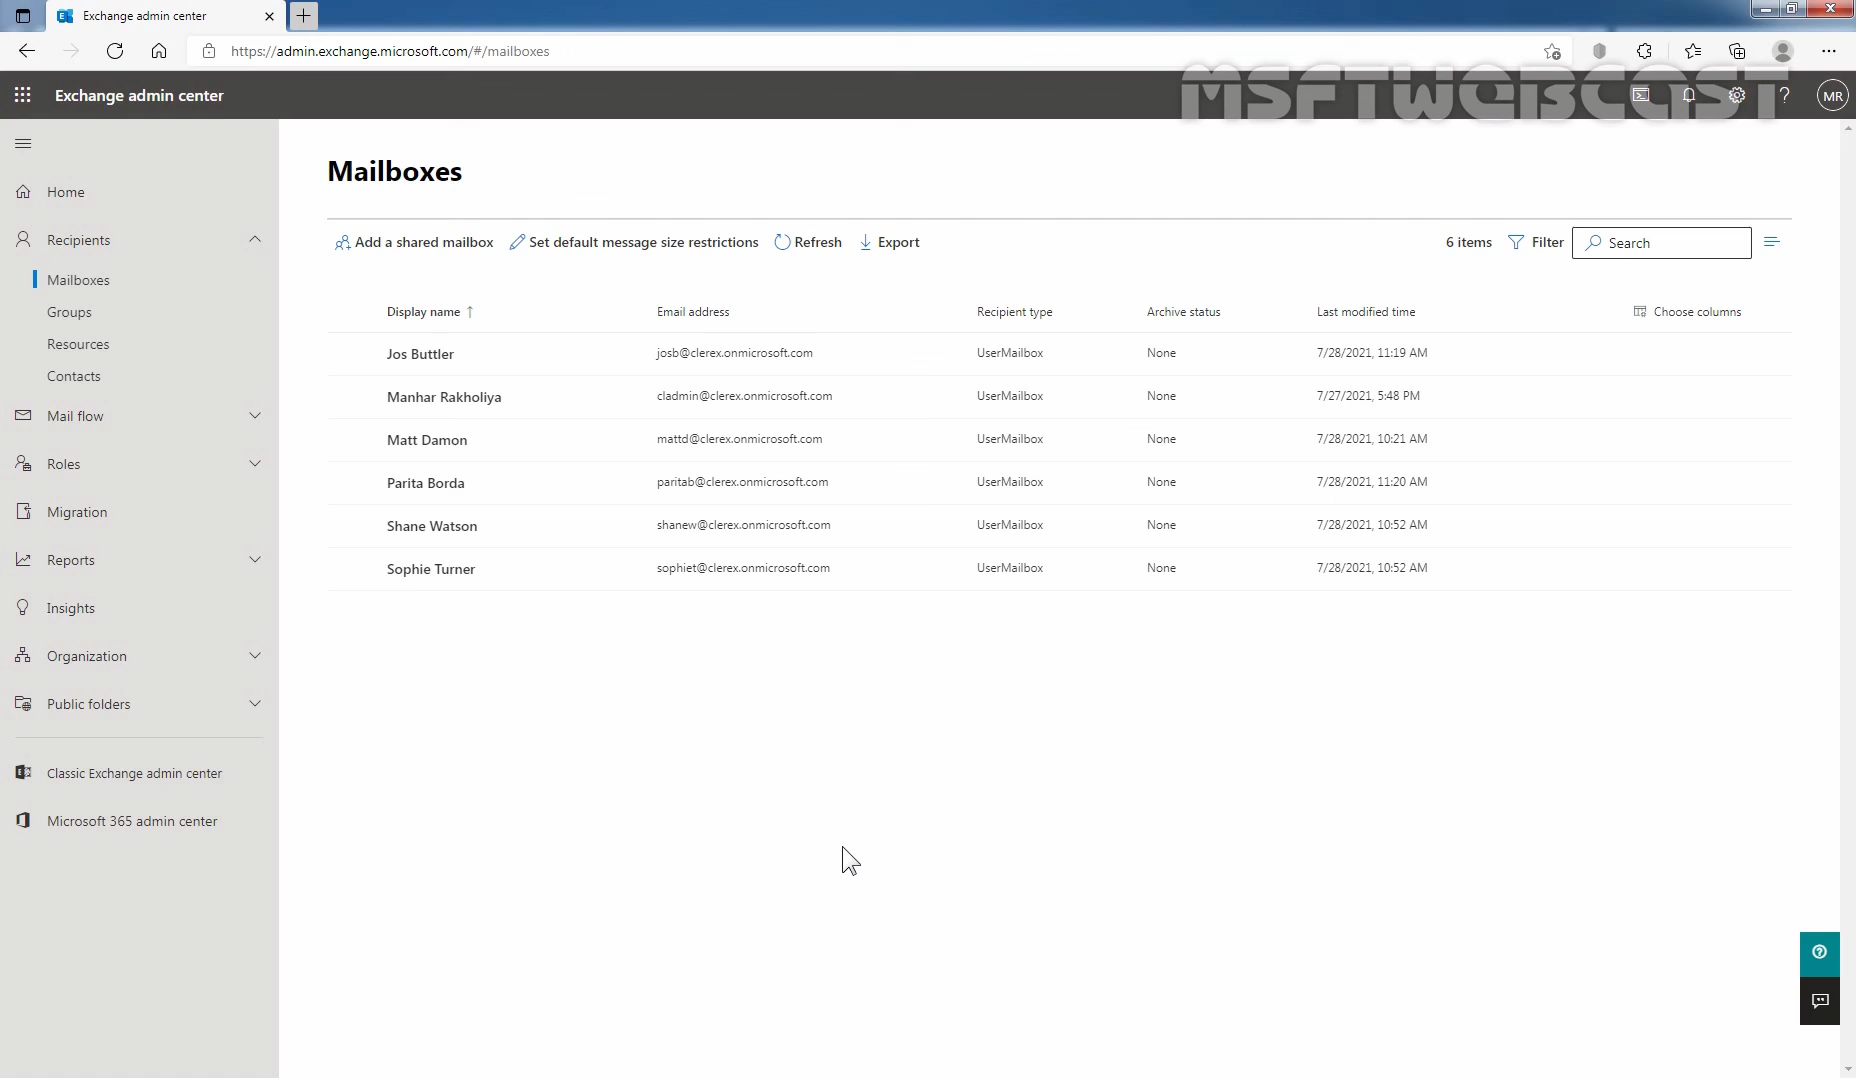 Exchange admin center
https://admin.exchange.microsoft.com/#/mailboxes
MSFTWEBCAST
Exchange admin center
MR
Home
Recipients
Mailboxes
Groups
Resources
Contacts
Mail flow
Roles
Migration
Reports
Insights
Organization
Public folders
Classic Exchange admin center
Microsoft 365 admin center
Mailboxes
Add a shared mailbox Set default message size restrictions Refresh Export 6 items Filter Search
Display name ↑ Email address Recipient type Archive status Last modified time Choose columns
Jos Buttler josb@clerex.onmicrosoft.com UserMailbox None 7/28/2021, 11:19 AM
Manhar Rakholiya cladmin@clerex.onmicrosoft.com UserMailbox None 7/27/2021, 5:48 PM
Matt Damon mattd@clerex.onmicrosoft.com UserMailbox None 7/28/2021, 10:21 AM
Parita Borda paritab@clerex.onmicrosoft.com UserMailbox None 7/28/2021, 11:20 AM
Shane Watson shanew@clerex.onmicrosoft.com UserMailbox None 7/28/2021, 10:52 AM
Sophie Turner sophiet@clerex.onmicrosoft.com UserMailbox None 7/28/2021, 10:52 AM